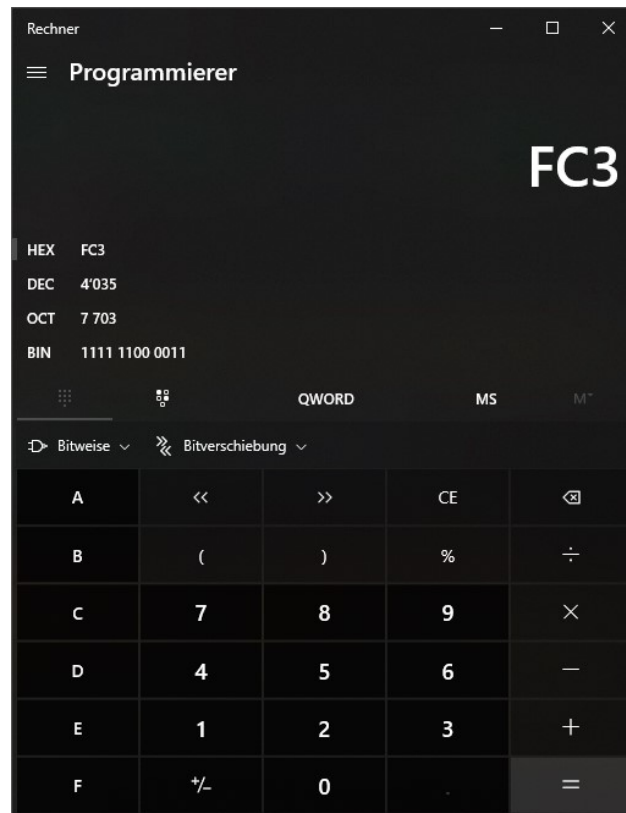 Rechner
Programmierer
FC3
HEX FC3
DEC 4'035
OCT 7 703
BIN 1111 1100 0011
QWORD MS M˅
Bitweise Bitverschiebung
A << >> CE
B ( ) % ÷
C 7 8 9 ×
D 4 5 6 −
E 1 2 3 +
F +/− 0 . =